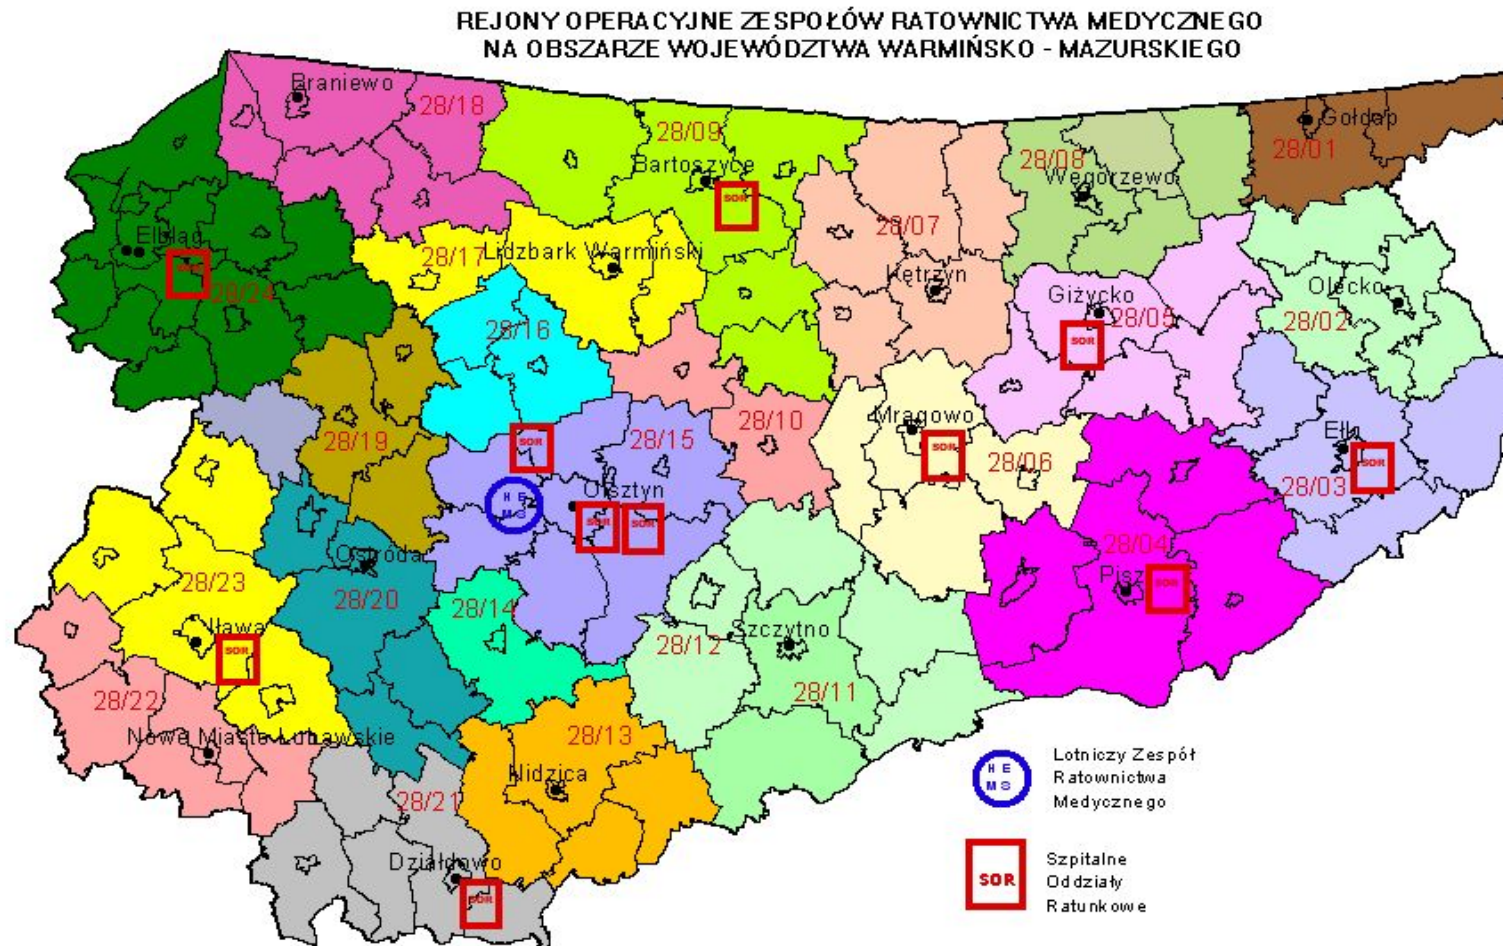 REJONY OPERACYJNE ZESPOŁÓW RATOWNICTWA MEDYCZNEGO
NA OBSZARZE WOJEWÓDZTWA WARMIŃSKO - MAZURSKIEGO
Braniewo
28/18
28/09
Bartoszyce
SOR
28/08
Węgorzewo
Gołdap
28/01
Elbląg
28/24
28/17
Lidzbark Warmiński
28/07
Kętrzyn
Giżycko
28/05
SOR
Olecko
28/02
28/16
28/19
SOR
28/15
28/10
Mrągowo
SOR
28/06
Ełk
SOR
28/03
H E
M S
Olsztyn
SOR
SOR
Ostróda
28/20
28/23
Iława
SOR
28/14
28/12
Szczytno
28/11
28/04
Pisz
SOR
28/22
Nowe Miasto Lubawskie
28/13
Nidzica
28/21
Działdowo
SOR
H E
M S
Lotniczy Zespół
Ratownictwa
Medycznego
SOR
Szpitalne
Oddziały
Ratunkowe